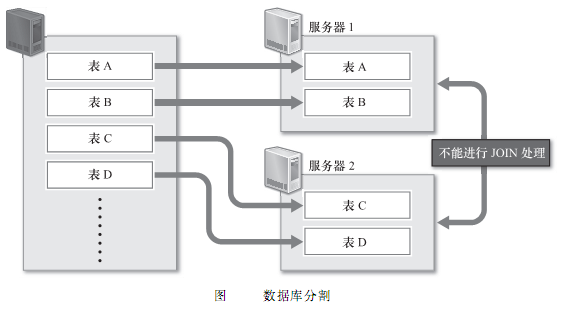 表 A
表 B
表 C
表 D
服务器 1
表 A
表 B
服务器 2
表 C
表 D
不能进行 JOIN 处理
图 数据库分割